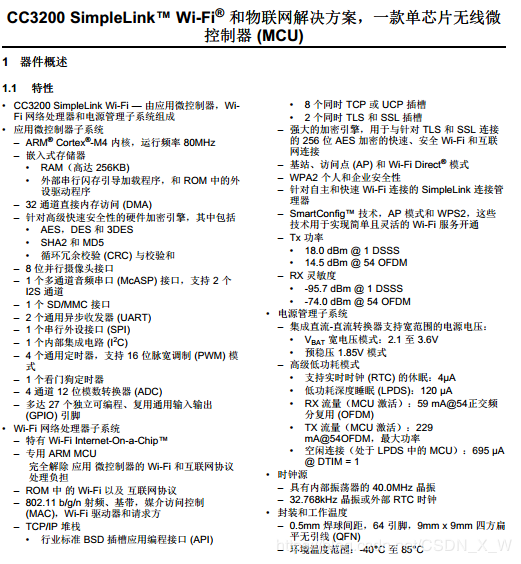 CC3200 SimpleLink™ Wi-Fi® 和物联网解决方案，一款单芯片无线微
控制器 (MCU)
1 器件概述
1.1 特性
• CC3200 SimpleLink Wi-Fi — 由应用微控制器，Wi-
Fi 网络处理器和电源管理子系统组成
• 应用微控制器子系统
– ARM® Cortex®-M4 内核，运行频率 80MHz
– 嵌入式存储器
• RAM（高达 256KB）
• 外部串行闪存引导加载程序，和 ROM 中的外
设驱动程序
– 32 通道直接内存访问 (DMA)
– 针对高级快速安全性的硬件加密引擎，其中包括
• AES，DES 和 3DES
• SHA2 和 MD5
• 循环冗余校验 (CRC) 与校验和
– 8 位并行摄像头接口
– 1 个多通道音频串口 (McASP) 接口，支持 2 个
I2S 通道
– 1 个 SD/MMC 接口
– 2 个通用异步收发器 (UART)
– 1 个串行外设接口 (SPI)
– 1 个内部集成电路 (I²C)
– 4 个通用定时器，支持 16 位脉宽调制 (PWM) 模
式
– 1 个看门狗定时器
– 4 通道 12 位模数转换器 (ADC)
– 多达 27 个独立可编程、复用通用输入输出
(GPIO) 引脚
• Wi-Fi 网络处理器子系统
– 特有 Wi-Fi Internet-On-a-Chip™
– 专用 ARM MCU
完全解除 应用 微控制器的 Wi-Fi 和互联网协议
处理负担
– ROM 中 的 Wi-Fi 以及 互联网协议
– 802.11 b/g/n 射频、基带，媒介访问控制
(MAC)，Wi-Fi 驱动器和请求方
– TCP/IP 堆栈
• 行业标准 BSD 插槽应用编程接口 (API)
• 8 个同时 TCP 或 UCP 插槽
• 2 个同时 TLS 和 SSL 插槽
– 强大的加密引擎，用于与针对 TLS 和 SSL 连接
的 256 位 AES 加密的快速、安全 Wi-Fi 和互联
网连接
– 基站、访问点 (AP) 和 Wi-Fi Direct® 模式
– WPA2 个人和企业安全性
– 针对自主和快速 Wi-Fi 连接的 SimpleLink 连接管
理器
– SmartConfig™ 技术，AP 模式和 WPS2，这些
技术用于实现简单且灵活的 Wi-Fi 服务开通
– Tx 功率
• 18.0 dBm @ 1 DSSS
• 14.5 dBm @ 54 OFDM
– RX 灵敏度
• -95.7 dBm @ 1 DSSS
• -74.0 dBm @ 54 OFDM
• 电源管理子系统
– 集成直流-直流转换器支持宽范围的电源电压：
• VBAT 宽电压模式：2.1 至 3.6V
• 预稳压 1.85V 模式
– 高级低功耗模式
• 支持实时时钟 (RTC) 的休眠：4µA
• 低功耗深度睡眠 (LPDS)：120 µA
• RX 流量（MCU 激活）：59 mA@54正交频
分复用 (OFDM)
• TX 流量（MCU 激活）：229
mA@54OFDM，最大功率
• 空闲连接（处于 LPDS 中的 MCU）：695 µA
@ DTIM = 1
• 时钟源
– 具有内部振荡器的 40.0MHz 晶振
– 32.768kHz 晶振或外部 RTC 时钟
• 封装和工作温度
– 0.5mm 焊球间距，64 引脚，9mm x 9mm 四方扁
平无引线 (QFN)
– 环境温度范围：-40°C 至 85°C